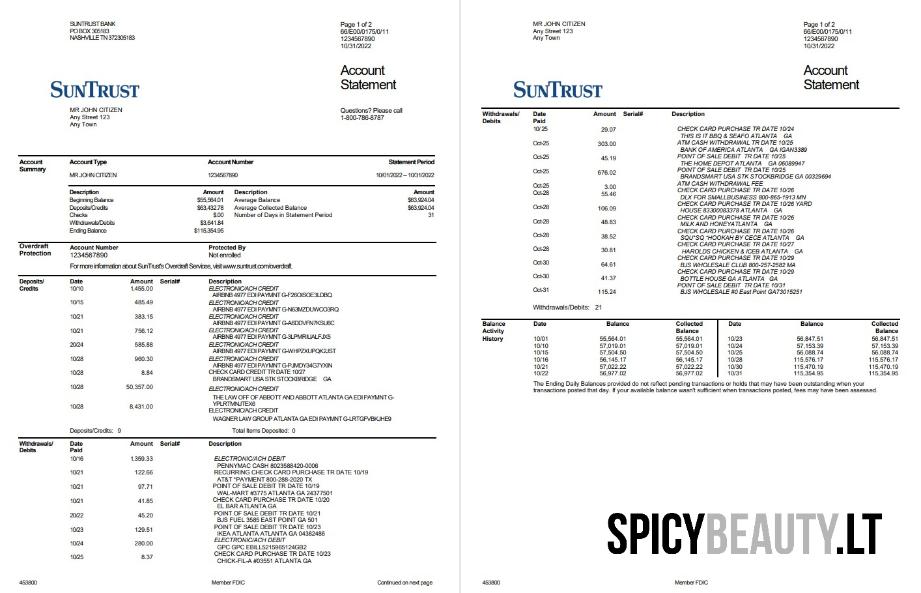 SUNTRUST BANK
PO BOX 305183
NASHVILLE TN 372305183
Page 1 of 2
66/E00/0175/0/11
1234567890
10/31/2022
Account
Statement
SUNTRUST
MR JOHN CITIZEN
Any Street 123
Any Town
Questions? Please call
1-800-786-8787
Account Summary
Account Type Account Number Statement Period
MR JOHN CITIZEN 1234567890 10/01/2022 – 10/31/2022
Description Amount Description Amount
Beginning Balance $55,564.01 Average Balance $63,924.04
Deposits/Credits $63,432.78 Average Collected Balance $63,924.04
Checks $.00 Number of Days in Statement Period 31
Withdrawals/Debits $3,641.84
Ending Balance $115,354.95
Overdraft Protection
Account Number Protected By
1234567890 Not enrolled
For more information about SunTrust's Overdraft Services, visit www.suntrust.com/overdraft.
Deposits/ Credits
Date Amount Serial# Description
10/10 1,455.00 ELECTRONIC/ACH CREDIT
AIRBNB 4977 EDI PAYMNT
10/15 485.49 ELECTRONIC/ACH CREDIT
AIRBNB 4977 EDI PAYMNT
10/21 383.15 ELECTRONIC/ACH CREDIT
AIRBNB 4977 EDI PAYMNT
10/21 756.12 ELECTRONIC/ACH CREDIT
AIRBNB 4977 EDI PAYMNT
20/24 585.88 ELECTRONIC/ACH CREDIT
AIRBNB 4977 EDI PAYMNT
10/28 960.30 ELECTRONIC/ACH CREDIT
AIRBNB 4977 EDI PAYMNT
10/28 8.84 CHECK CARD CREDIT TR DATE 10/27
BRANDSMART USA STK STOCKBRIDGE GA
10/28 50,357.00 ELECTRONIC/ACH CREDIT
THE LAW OFF OF ABBOTT AND ABBOTT ATLANTA GA EDI PAYMNT G-
10/28 8,431.00 ELECTRONIC/ACH CREDIT
WAGNER LAW GROUP ATLANTA GA EDI PAYMNT
Deposits/Credits: 9 Total Items Deposited: 0
Withdrawals/ Debits
Date Paid Amount Serial# Description
10/16 1,359.33 ELECTRONIC/ACH DEBIT
PENNYMAC CASH 8023588420-0006
10/21 122.66 RECURRING CHECK CARD PURCHASE TR DATE 10/19
AT&T *PAYMENT 800-288-2020 TX
10/21 97.71 POINT OF SALE DEBIT TR DATE 10/19
WAL-MART #3775 ATLANTA GA 24377501
10/21 41.85 CHECK CARD PURCHASE TR DATE 10/20
EL BAR ATLANTA GA
20/22 45.20 POINT OF SALE DEBIT TR DATE 10/21
BJS FUEL 3585 EAST POINT GA 501
10/23 129.51 POINT OF SALE DEBIT TR DATE 10/23
IKEA ATLANTA ATLANTA GA 04382486
10/24 280.00 ELECTRONIC/ACH DEBIT
GPC GPC EBILL5215965124GB2
10/25 8.37 CHECK CARD PURCHASE TR DATE 10/23
CHICK-FIL-A #03551 ATLANTA GA
453800 Member FDIC Continued on next page
MR JOHN CITIZEN
Any Street 123
Any Town
Page 1 of 2
66/E00/0175/0/11
1234567890
10/31/2022
Account
Statement
SUNTRUST
Withdrawals/ Debits
Date Paid Amount Serial# Description
10/25 29.07 CHECK CARD PURCHASE TR DATE 10/24
THIS IS IT BBQ & SEAFO ATLANTA GA
Oct-25 303.00 ATM CASH WITHDRAWAL TR DATE 10/25
BANK OF AMERICA ATLANTA GA IGAN3389
Oct-25 45.19 POINT OF SALE DEBIT TR DATE 10/25
THE HOME DEPOT ATLANTA GA 06089947
Oct-25 676.02 POINT OF SALE DEBIT TR DATE 10/25
BRANDSMART USA STK STOCKBRIDGE GA 00329694
Oct-25 3.00 ATM CASH WITHDRAWAL FEE
Oct-28 55.46 CHECK CARD PURCHASE TR DATE 10/26
DLX FOR SMALLBUSINESS 800-865-1913 MN
Oct-28 106.09 CHECK CARD PURCHASE TR DATE 10/26 YARD
HOUSE 83300083378 ATLANTA GA
Oct-28 48.83 CHECK CARD PURCHASE TR DATE 10/26
MILK AND HONEYATLANTA GA
Oct-28 38.52 CHECK CARD PURCHASE TR DATE 10/26
SQU*SQ *HOOKAH BY CECE ATLANTA GA
Oct-28 30.81 CHECK CARD PURCHASE TR DATE 10/27
HAROLDS CHICKEN & ICEB ATLANTA GA
Oct-30 64.61 CHECK CARD PURCHASE TR DATE 10/29
BJS WHOLESALE CLUB 800-257-2582 MA
Oct-30 41.37 CHECK CARD PURCHASE TR DATE 10/29
BOTTLE HOUSE GA ATLANTA GA
Oct-31 115.24 POINT OF SALE DEBIT TR DATE 10/31
BJS WHOLESALE #0 East Point GA73015251
Withdrawals/Debits: 21
Balance Activity History
Date Balance Collected Balance Date Balance Collected Balance
10/01 55,564.01 55,564.01 10/23 56,847.51 56,847.51
10/10 57,019.01 57,019.01 10/24 57,153.39 57,153.39
10/15 57,504.50 57,504.50 10/25 56,088.74 56,088.74
10/16 56,145.17 56,145.17 10/28 115,576.17 115,576.17
10/21 57,022.22 57,022.22 10/30 115,470.19 115,470.19
10/22 56,977.02 56,977.02 10/31 115,354.95 115,354.95
The Ending Daily Balances provided do not reflect pending transactions or holds that may have been outstanding when your
transactions posted that day. If your available balance wasn't sufficient when transactions posted, fees may have been assessed.
SPICYBEAUTY.LT
453800 Member FDIC